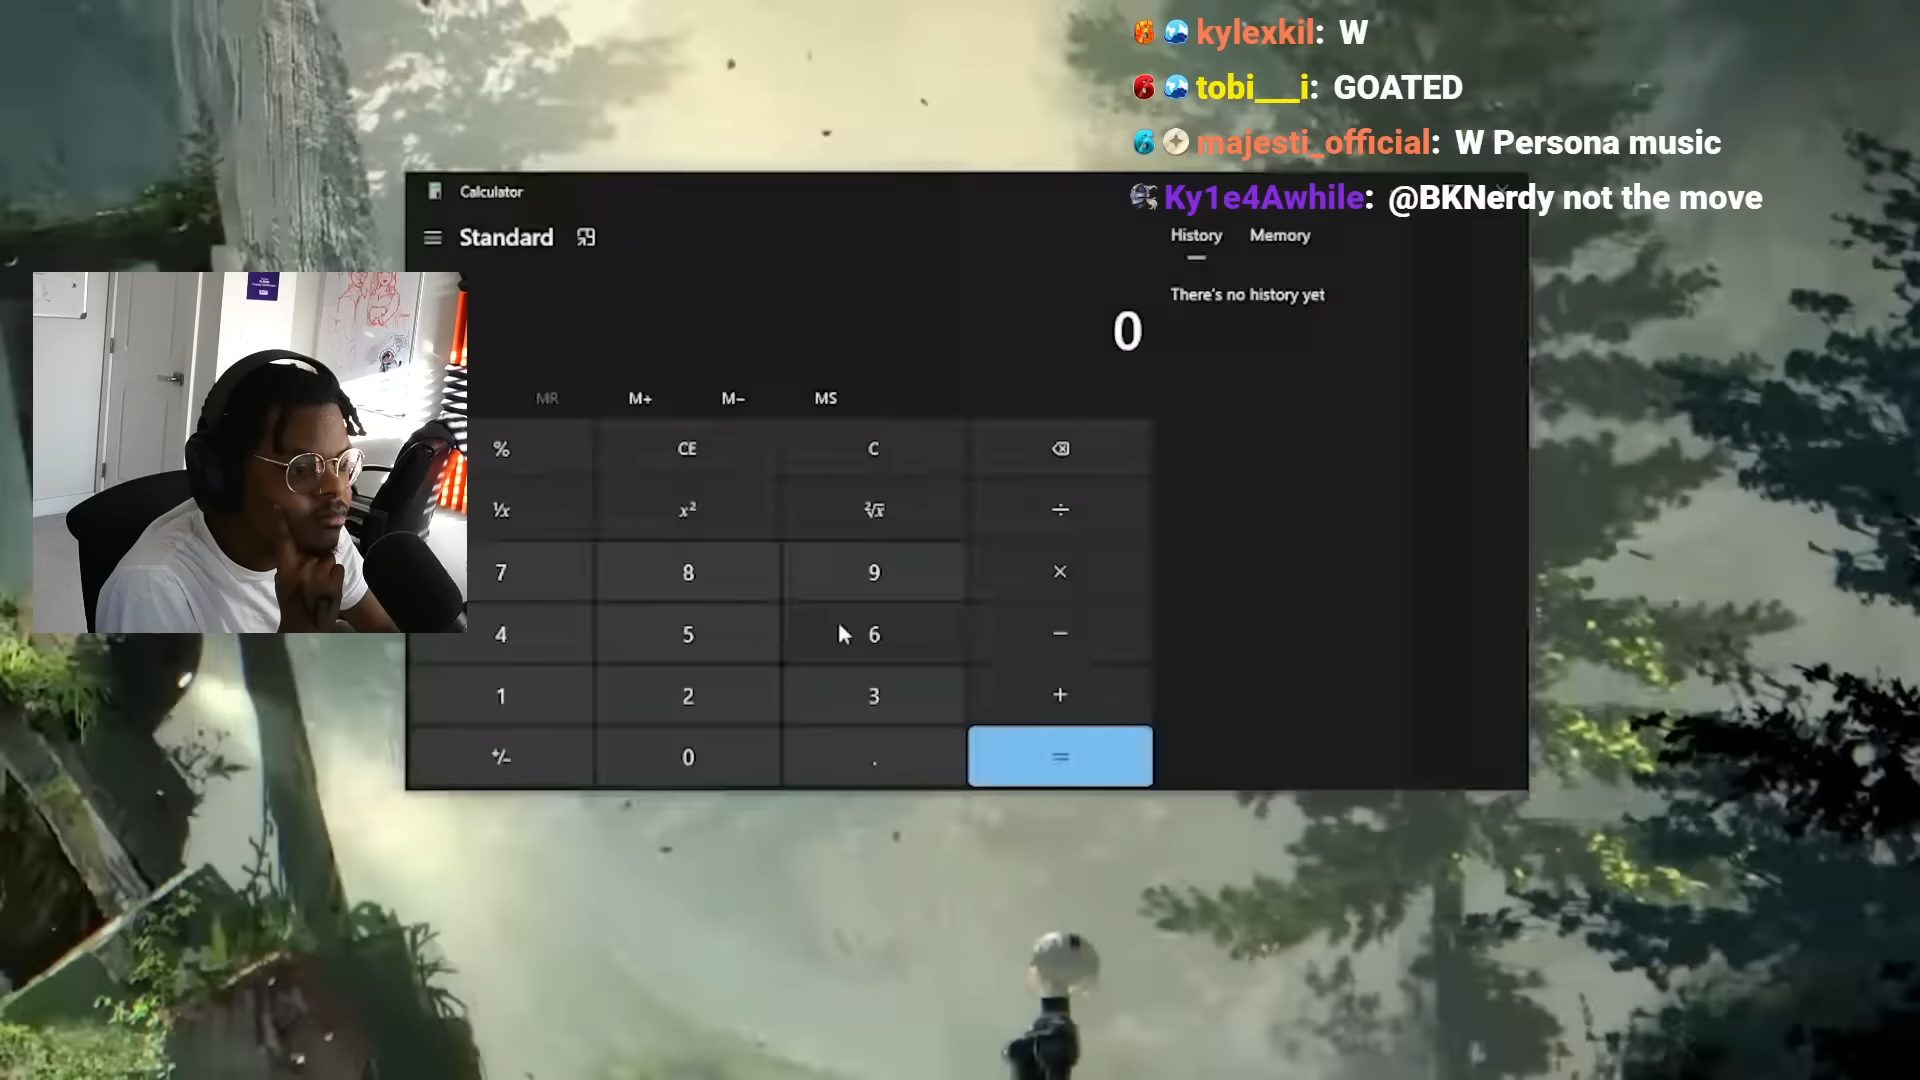 kylexkil: W
tobi___i: GOATED
majesti_official: W Persona music
Ky1e4Awhile: @BKNerdy not the move
Calculator
Standard
History Memory
There's no history yet
0
MR M+ M- MS
% CE C
⅟x x² ²√x ÷
7 8 9 ×
4 5 6 −
1 2 3 +
+/- 0 . =